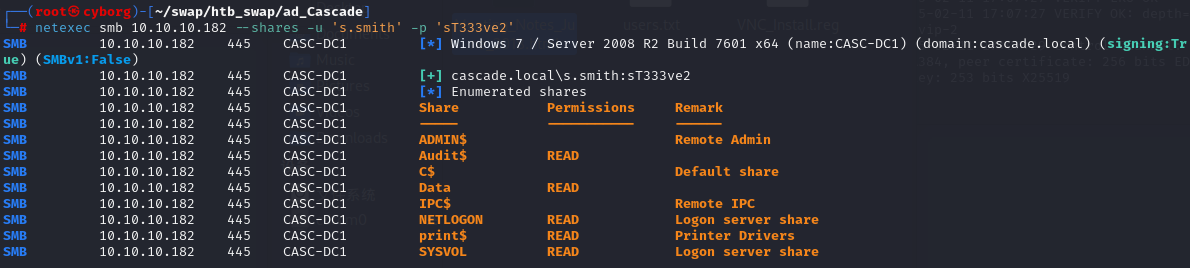 ┌──(root㉿cyborg)-[~/swap/htb_swap/ad_Cascade]
└─# netexec smb 10.10.10.182 --shares -u 's.smith' -p 'sT333ve2'
SMB 10.10.10.182 445 CASC-DC1 [*] Windows 7 / Server 2008 R2 Build 7601 x64 (name:CASC-DC1) (domain:cascade.local) (signing:Tr
ue) (SMBv1:False)
SMB 10.10.10.182 445 CASC-DC1 [+] cascade.local\s.smith:sT333ve2
SMB 10.10.10.182 445 CASC-DC1 [*] Enumerated shares
SMB 10.10.10.182 445 CASC-DC1 Share Permissions Remark
SMB 10.10.10.182 445 CASC-DC1 ----- ----------- ------
SMB 10.10.10.182 445 CASC-DC1 ADMIN$ Remote Admin
SMB 10.10.10.182 445 CASC-DC1 Audit$ READ
SMB 10.10.10.182 445 CASC-DC1 C$ Default share
SMB 10.10.10.182 445 CASC-DC1 Data READ
SMB 10.10.10.182 445 CASC-DC1 IPC$ Remote IPC
SMB 10.10.10.182 445 CASC-DC1 NETLOGON READ Logon server share
SMB 10.10.10.182 445 CASC-DC1 print$ READ Printer Drivers
SMB 10.10.10.182 445 CASC-DC1 SYSVOL READ Logon server share